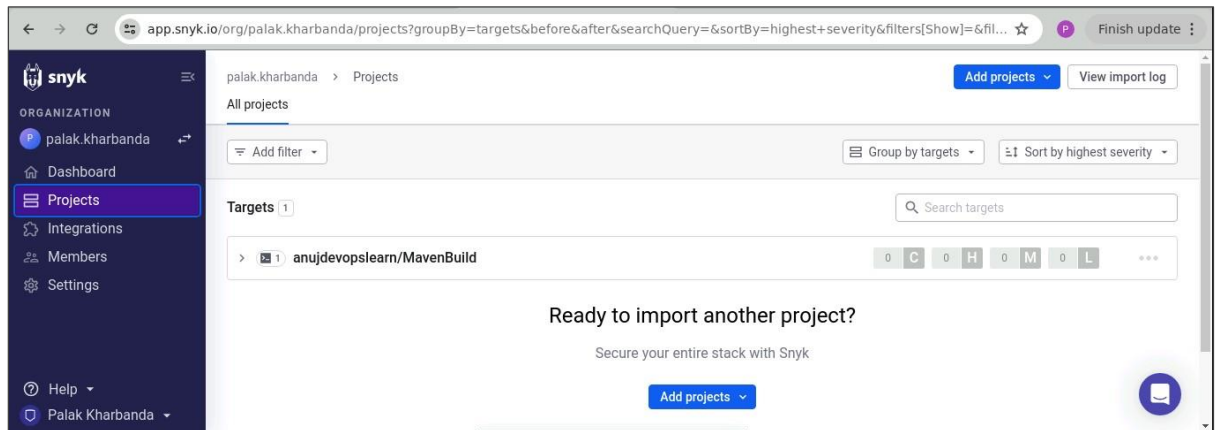 app.snyk.io/org/palak.kharbanda/projects?groupBy=targets&before&after&searchQuery=&sortBy=highest+severity&filters[Show]=&fil...
P
Finish update
snyk
ORGANIZATION
P palak.kharbanda
Dashboard
Projects
Integrations
Members
Settings
Help
Palak Kharbanda
palak.kharbanda > Projects
Add projects
View import log
All projects
Add filter
Group by targets
Sort by highest severity
Targets 1
Search targets
1 anujdevopslearn/MavenBuild
0 C 0 H 0 M 0 L
Ready to import another project?
Secure your entire stack with Snyk
Add projects